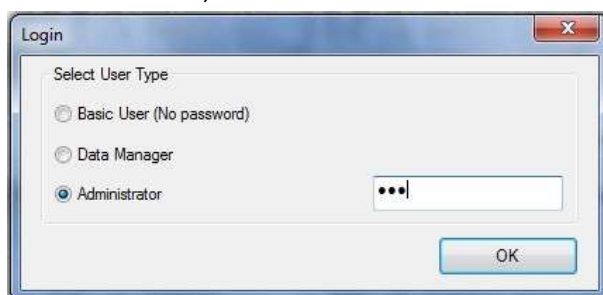 Login
Select User Type
Basic User (No password)
Data Manager
Administrator •••
OK